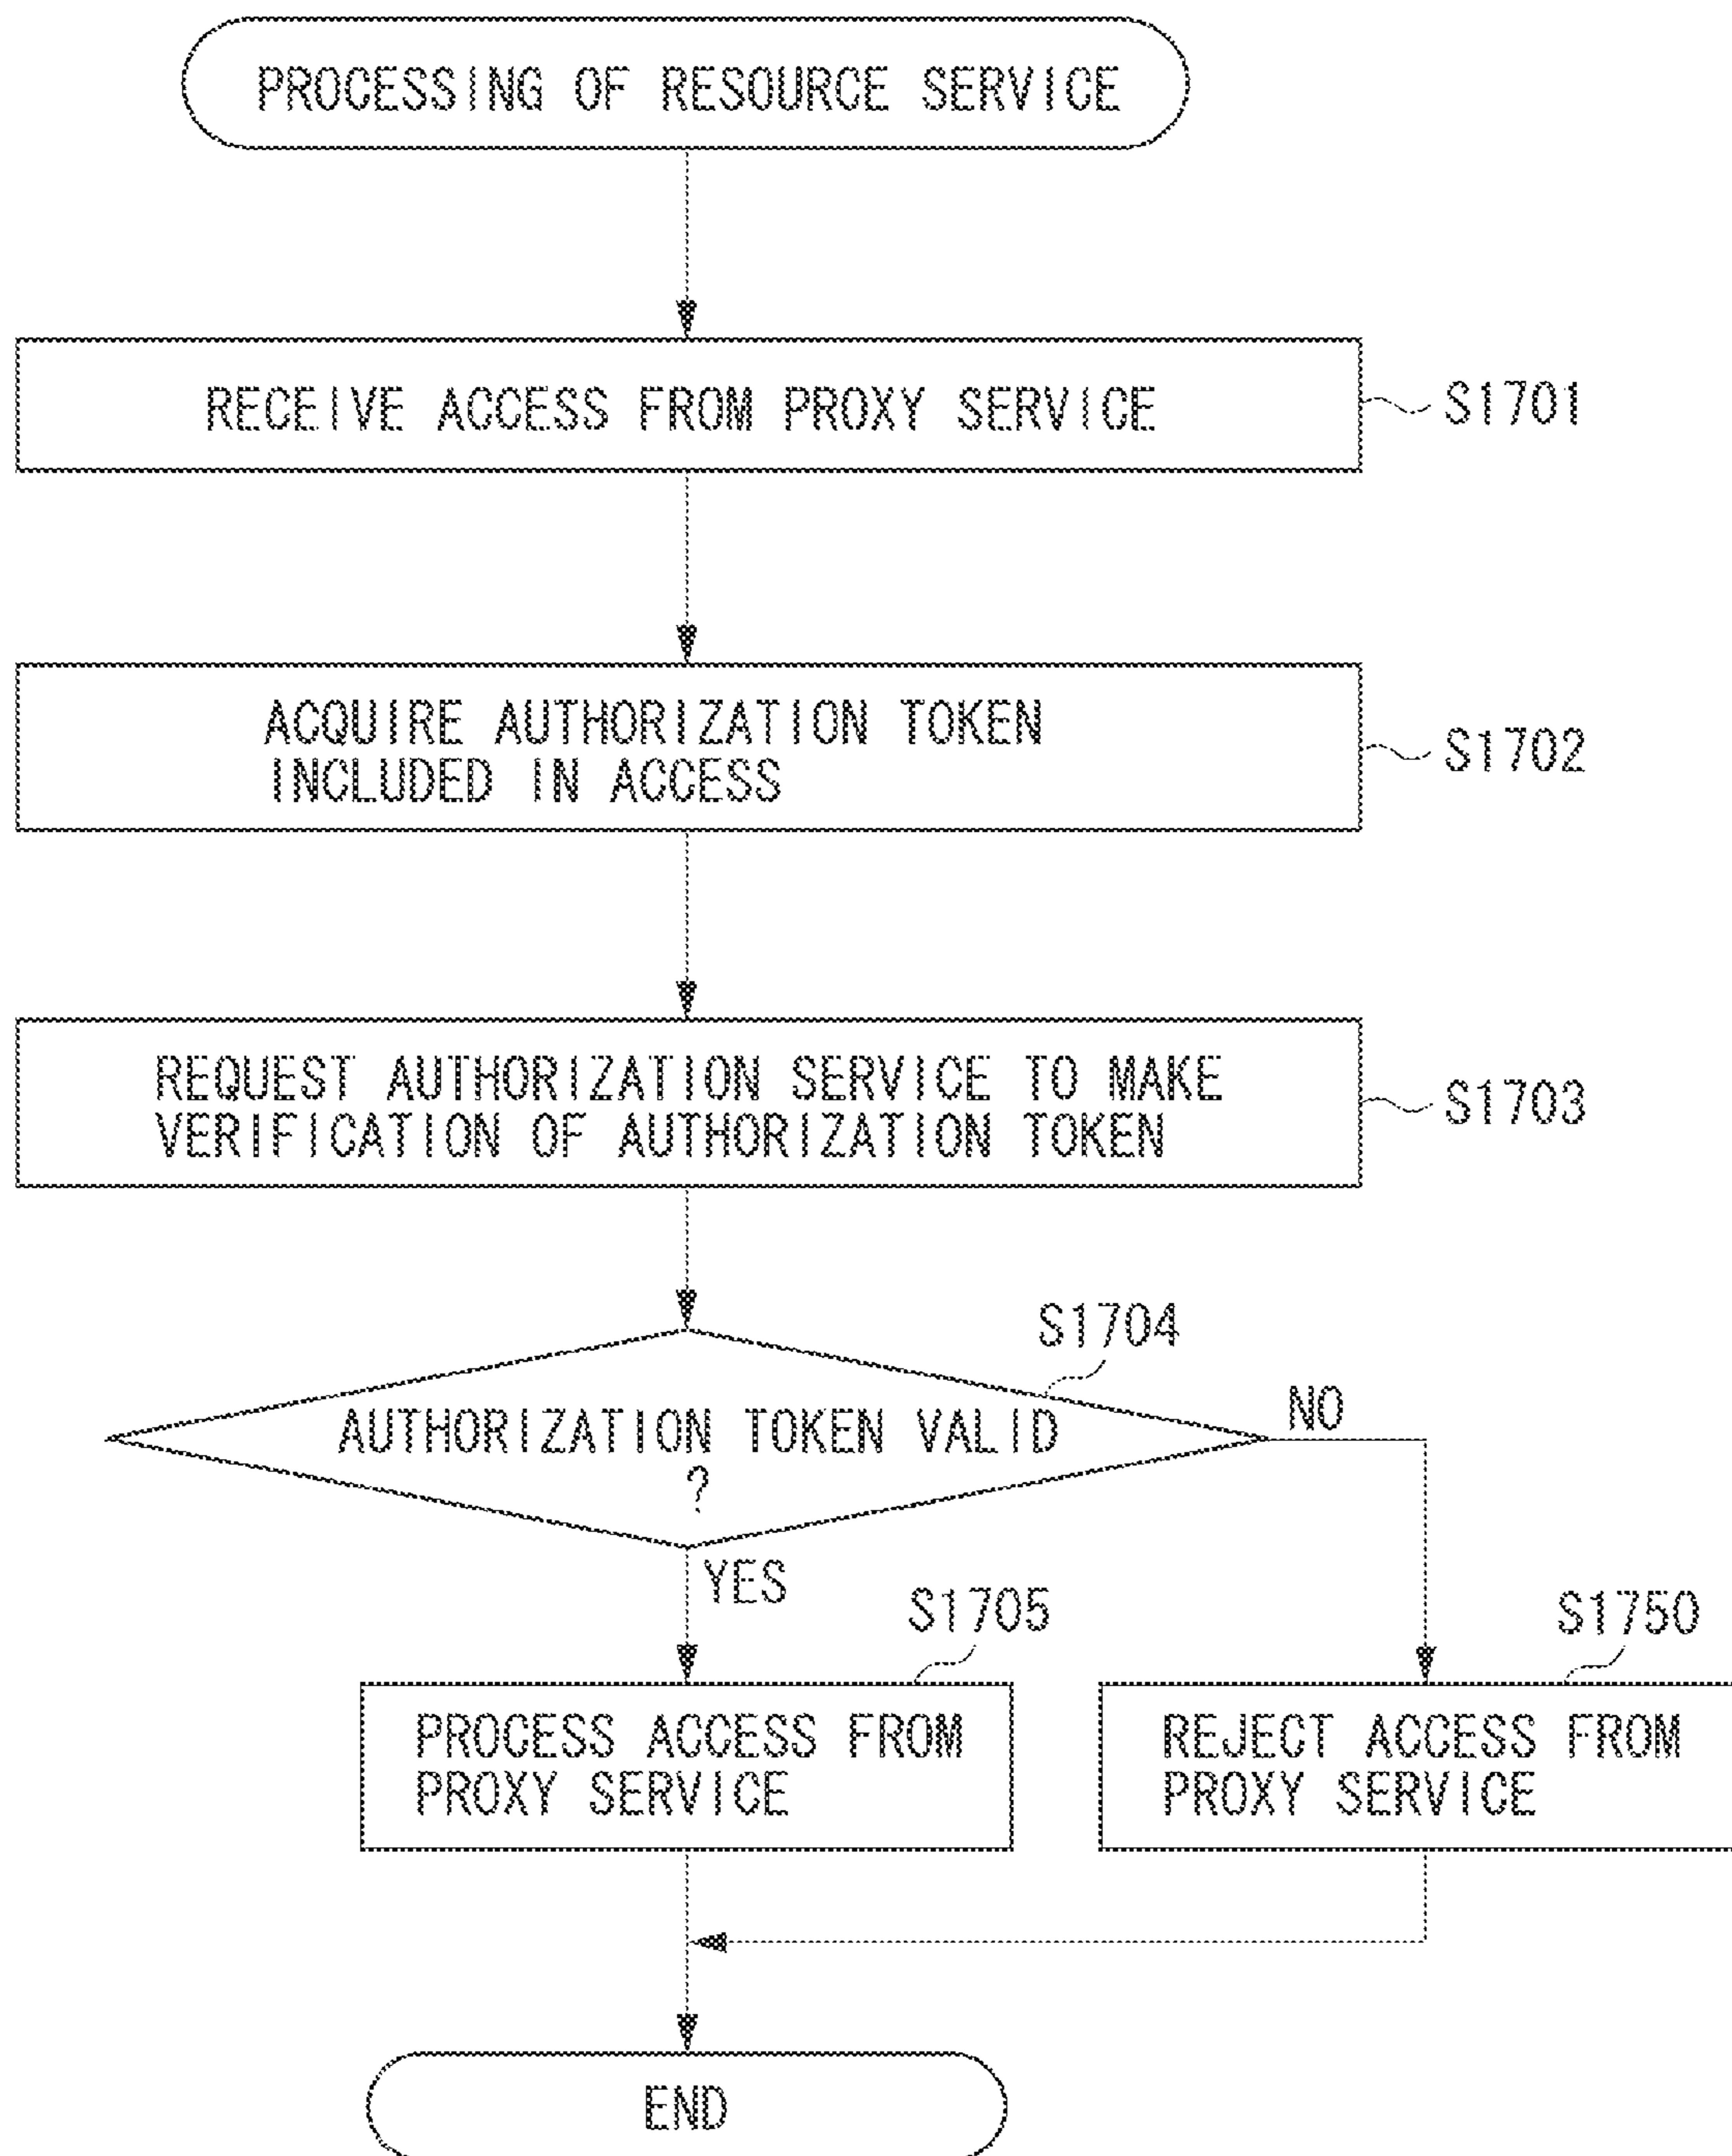 PROCESSING OF RESOURCE SERVICE
RECEIVE ACCESS FROM PROXY SERVICE
S1701
ACQUIRE AUTHORIZATION TOKEN
INCLUDED IN ACCESS
S1702
REQUEST AUTHORIZATION SERVICE TO MAKE
VERIFICATION OF AUTHORIZATION TOKEN
S1703
S1704
AUTHORIZATION TOKEN VALID
?
NO
YES
S1705
S1750
PROCESS ACCESS FROM
PROXY SERVICE
REJECT ACCESS FROM
PROXY SERVICE
END